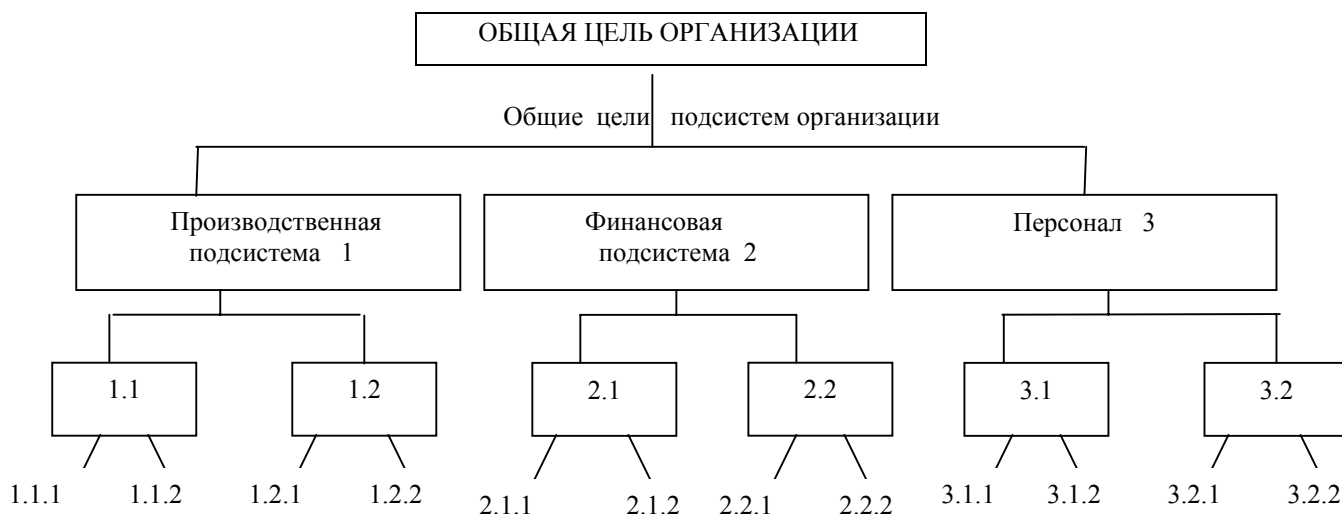 ОБЩАЯ ЦЕЛЬ ОРГАНИЗАЦИИ
Общие цели подсистем организации
Производственная
подсистема 1
Финансовая
подсистема 2
Персонал 3
1.1
1.2
2.1
2.2
3.1
3.2
1.1.1
1.1.2
1.2.1
1.2.2
2.1.1
2.1.2
2.2.1
2.2.2
3.1.1
3.1.2
3.2.1
3.2.2